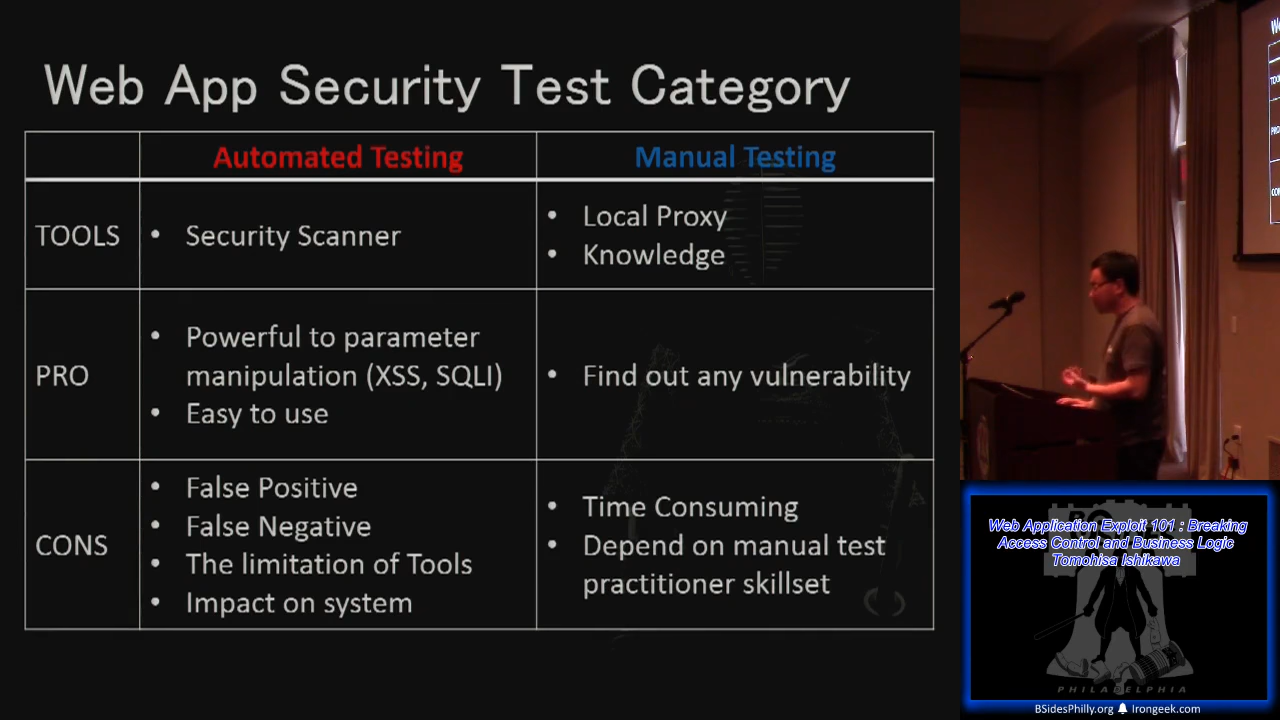 Web App Security Test Category
Automated Testing
Manual Testing
TOOLS
• Security Scanner
• Local Proxy
• Knowledge
PRO
• Powerful to parameter
manipulation (XSS, SQLI)
• Easy to use
• Find out any vulnerability
CONS
• False Positive
• False Negative
• The limitation of Tools
• Impact on system
• Time Consuming
• Depend on manual test
practitioner skillset
Web Application Exploit 101 : Breaking
Access Control and Business Logic
Tomohisa Ishikawa
PHILADELPHIA
BSidesPhilly.org Irongeek.com